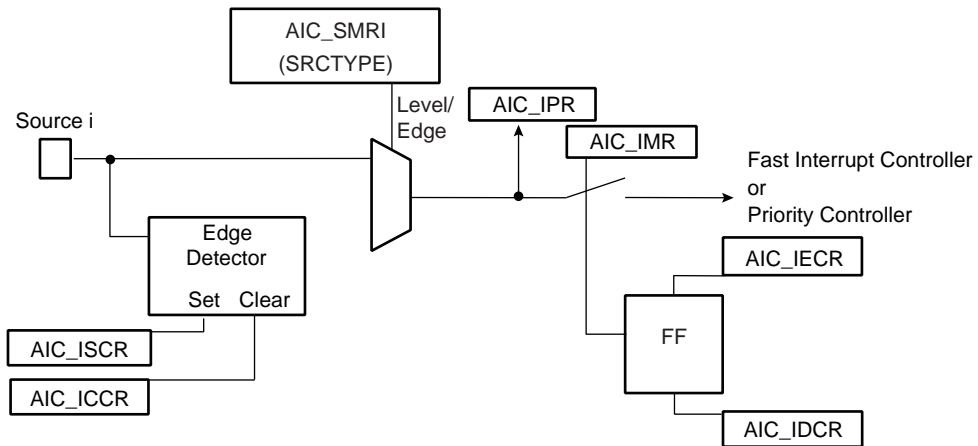 AIC_SMRI
(SRCTYPE)
Level/
Edge
AIC_IPR
AIC_IMR
Source i
Fast Interrupt Controller
or
Priority Controller
Edge
Detector
Set Clear
AIC_IECR
FF
AIC_ISCR
AIC_ICCR
AIC_IDCR